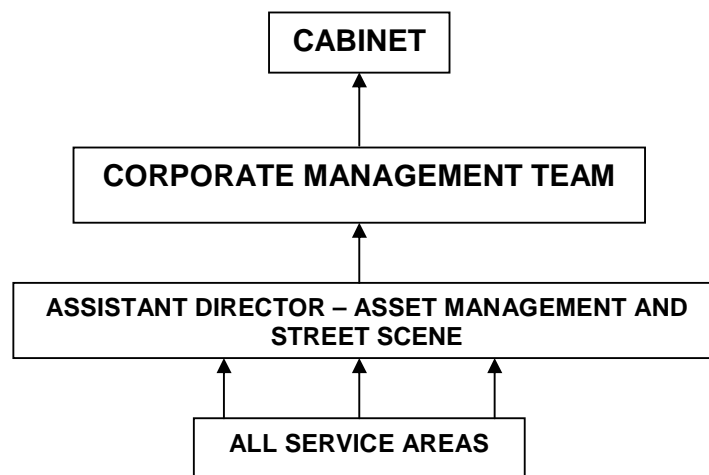 CABINET
CORPORATE MANAGEMENT TEAM
ASSISTANT DIRECTOR – ASSET MANAGEMENT AND
STREET SCENE
ALL SERVICE AREAS